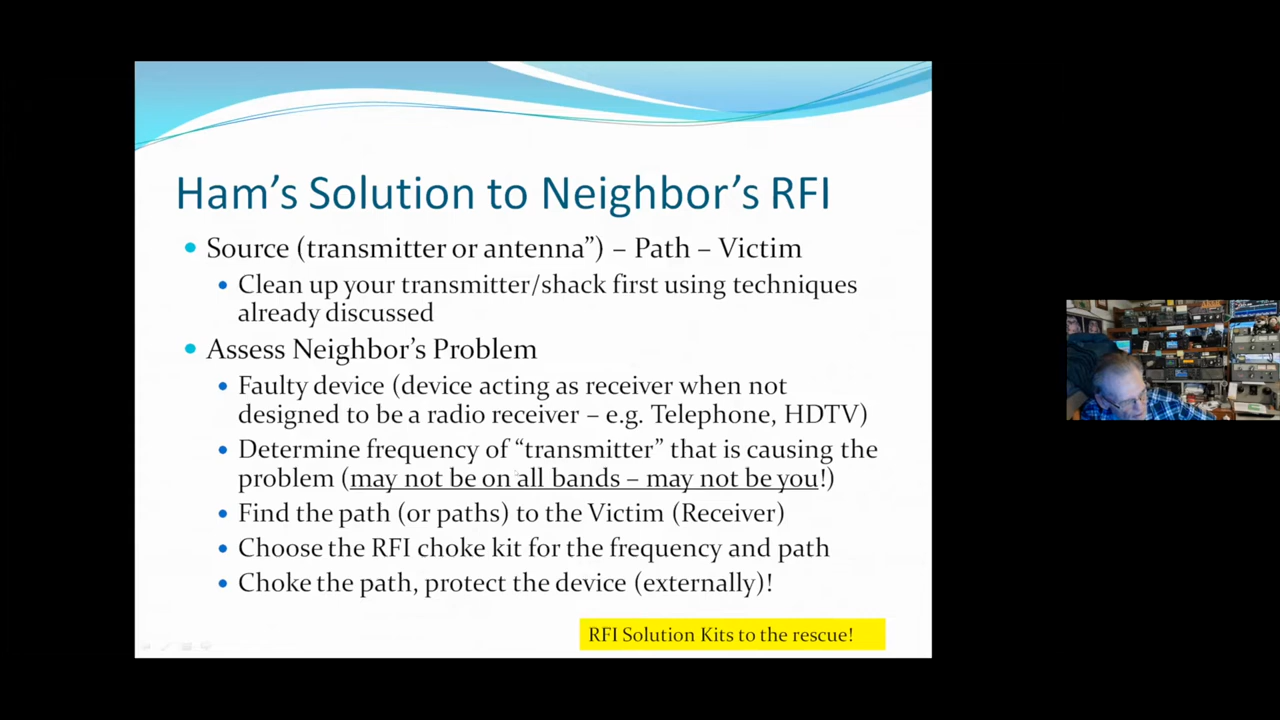 Ham's Solution to Neighbor's RFI
Source (transmitter or antenna”) – Path – Victim
Clean up your transmitter/shack first using techniques
already discussed
Assess Neighbor's Problem
Faulty device (device acting as receiver when not
designed to be a radio receiver – e.g. Telephone, HDTV)
Determine frequency of “transmitter” that is causing the
problem (may not be on all bands – may not be you!)
Find the path (or paths) to the Victim (Receiver)
Choose the RFI choke kit for the frequency and path
Choke the path, protect the device (externally)!
RFI Solution Kits to the rescue!